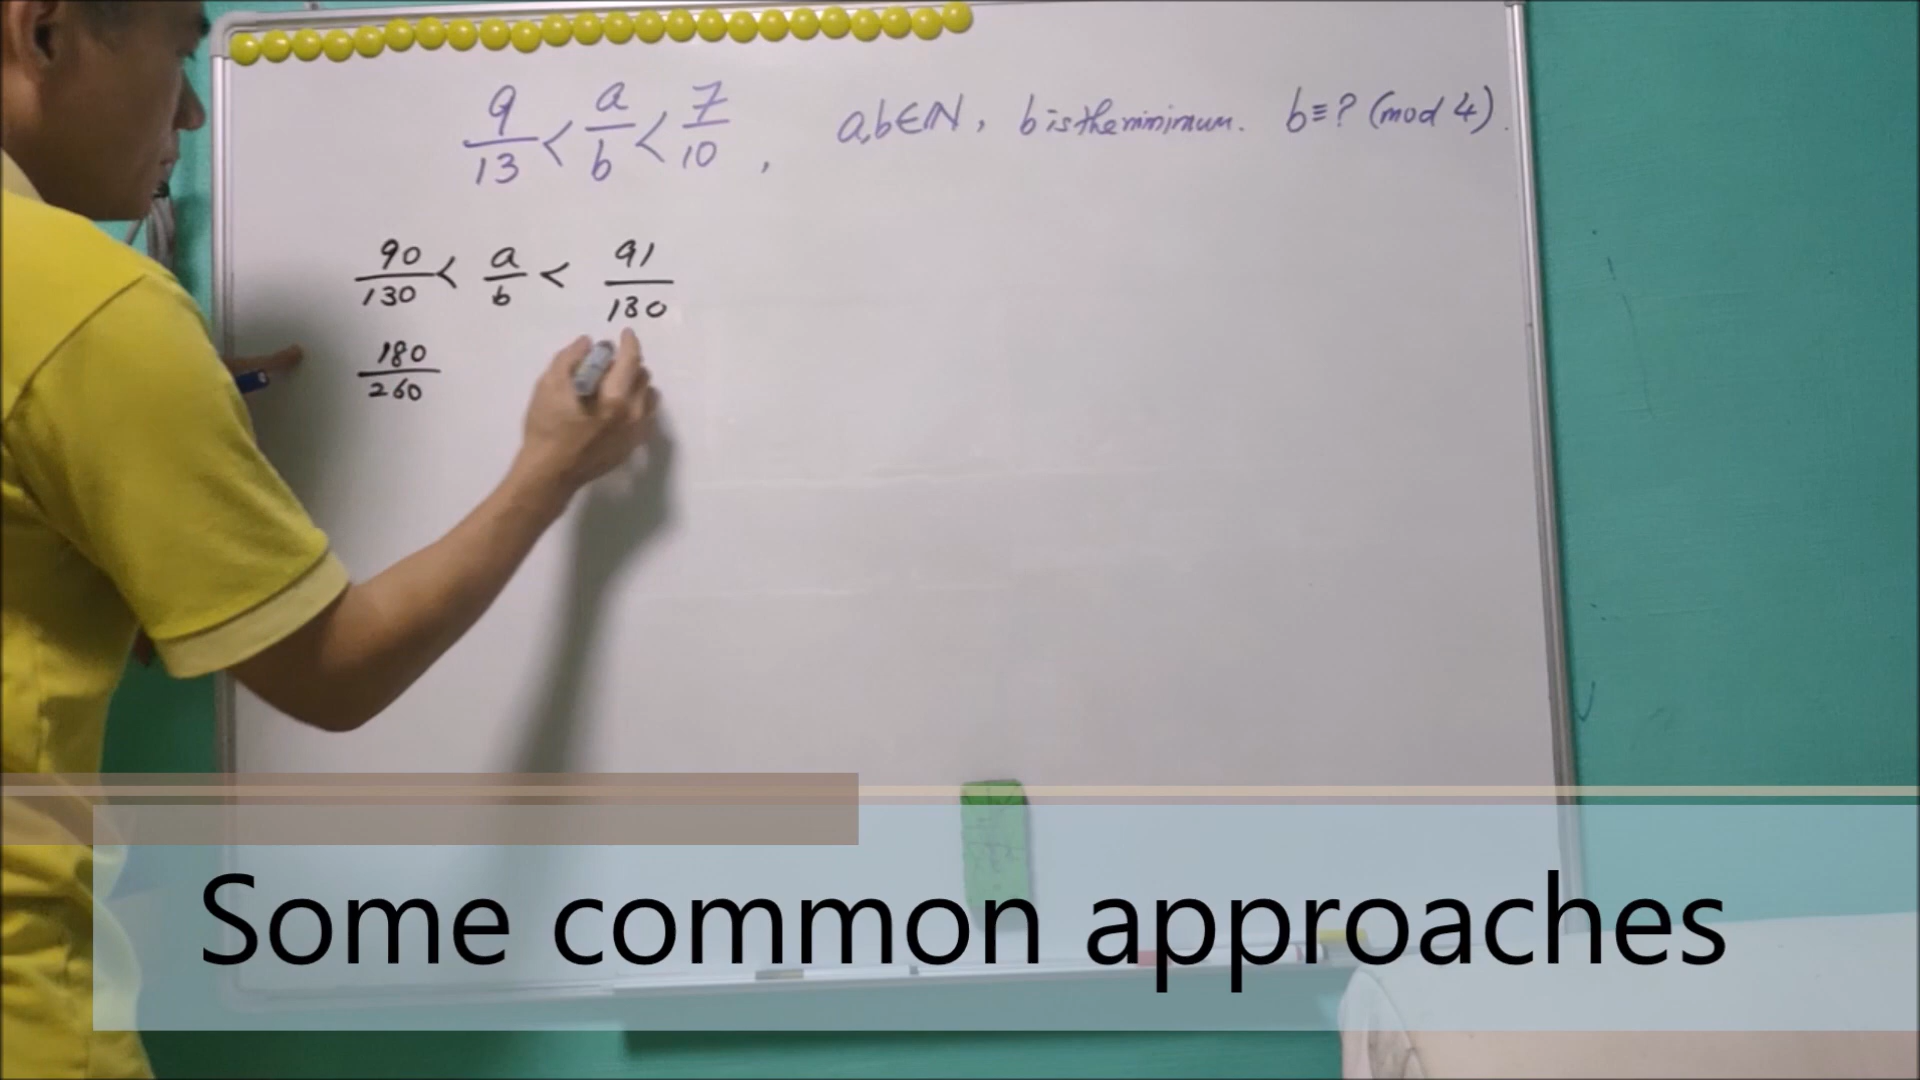 9/13 < a/b < 7/10 , a,b∈N, b is the minimum. b≡? (mod 4).
90/130 < a/b < 91/130
180/260
Some common approaches